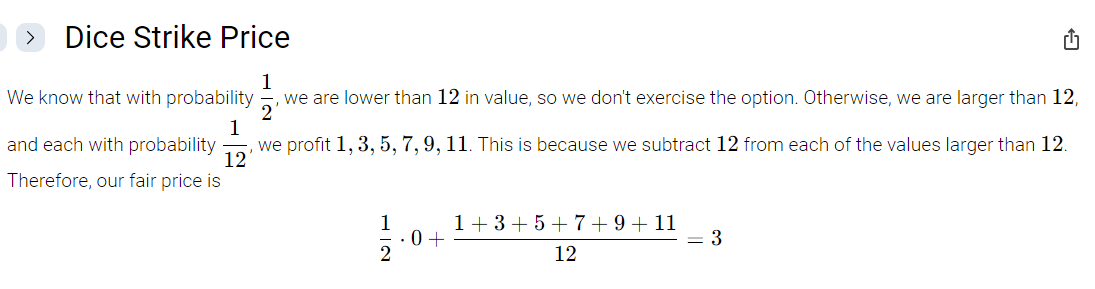 Dice Strike Price
We know that with probability 1/2, we are lower than 12 in value, so we don't exercise the option. Otherwise, we are larger than 12,
and each with probability 1/12, we profit 1, 3, 5, 7, 9, 11. This is because we subtract 12 from each of the values larger than 12.
Therefore, our fair price is
1/2 · 0 + (1 + 3 + 5 + 7 + 9 + 11)/12 = 3